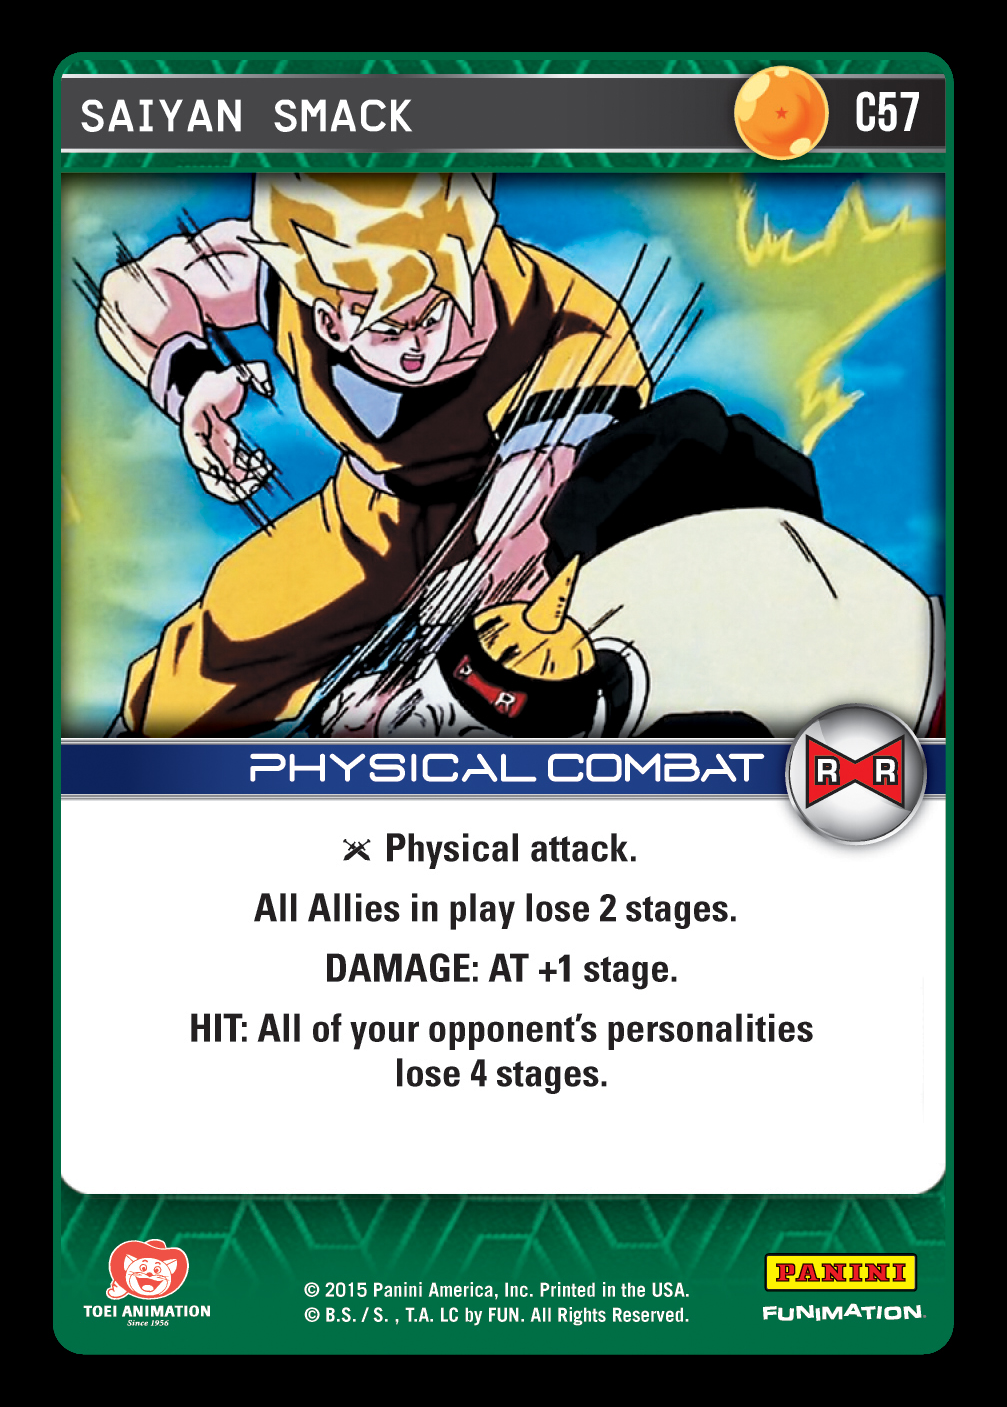 SAIYAN SMACK
C57
R
R
PHYSICAL COMBAT
R R
Physical attack.
All Allies in play lose 2 stages.
DAMAGE: AT +1 stage.
HIT: All of your opponent's personalities
lose 4 stages.
TOEI ANIMATION
Since 1956
© 2015 Panini America, Inc. Printed in the USA.
© B.S. / S. , T.A. LC by FUN. All Rights Reserved.
PANINI
FUNIMATION